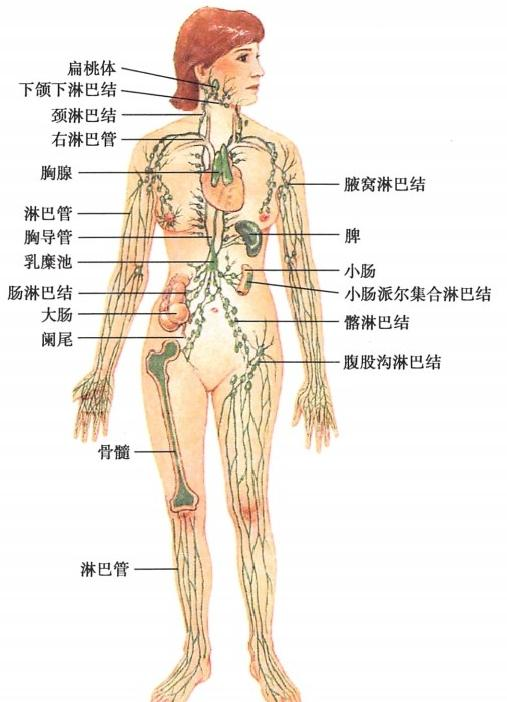 扁桃体
下颌下淋巴结
颈淋巴结
右淋巴管
胸腺
淋巴管
胸导管
乳糜池
肠淋巴结
大肠
阑尾
骨髓
淋巴管
腋窝淋巴结
脾
小肠
小肠派尔集合淋巴结
髂淋巴结
腹股沟淋巴结